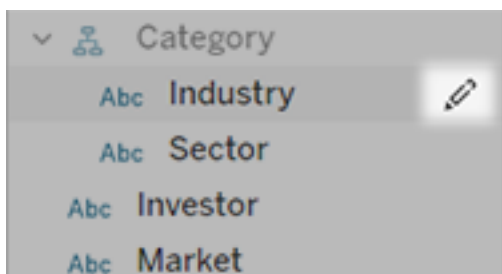 Category
Abc Industry
Abc Sector
Abc Investor
Abc Market